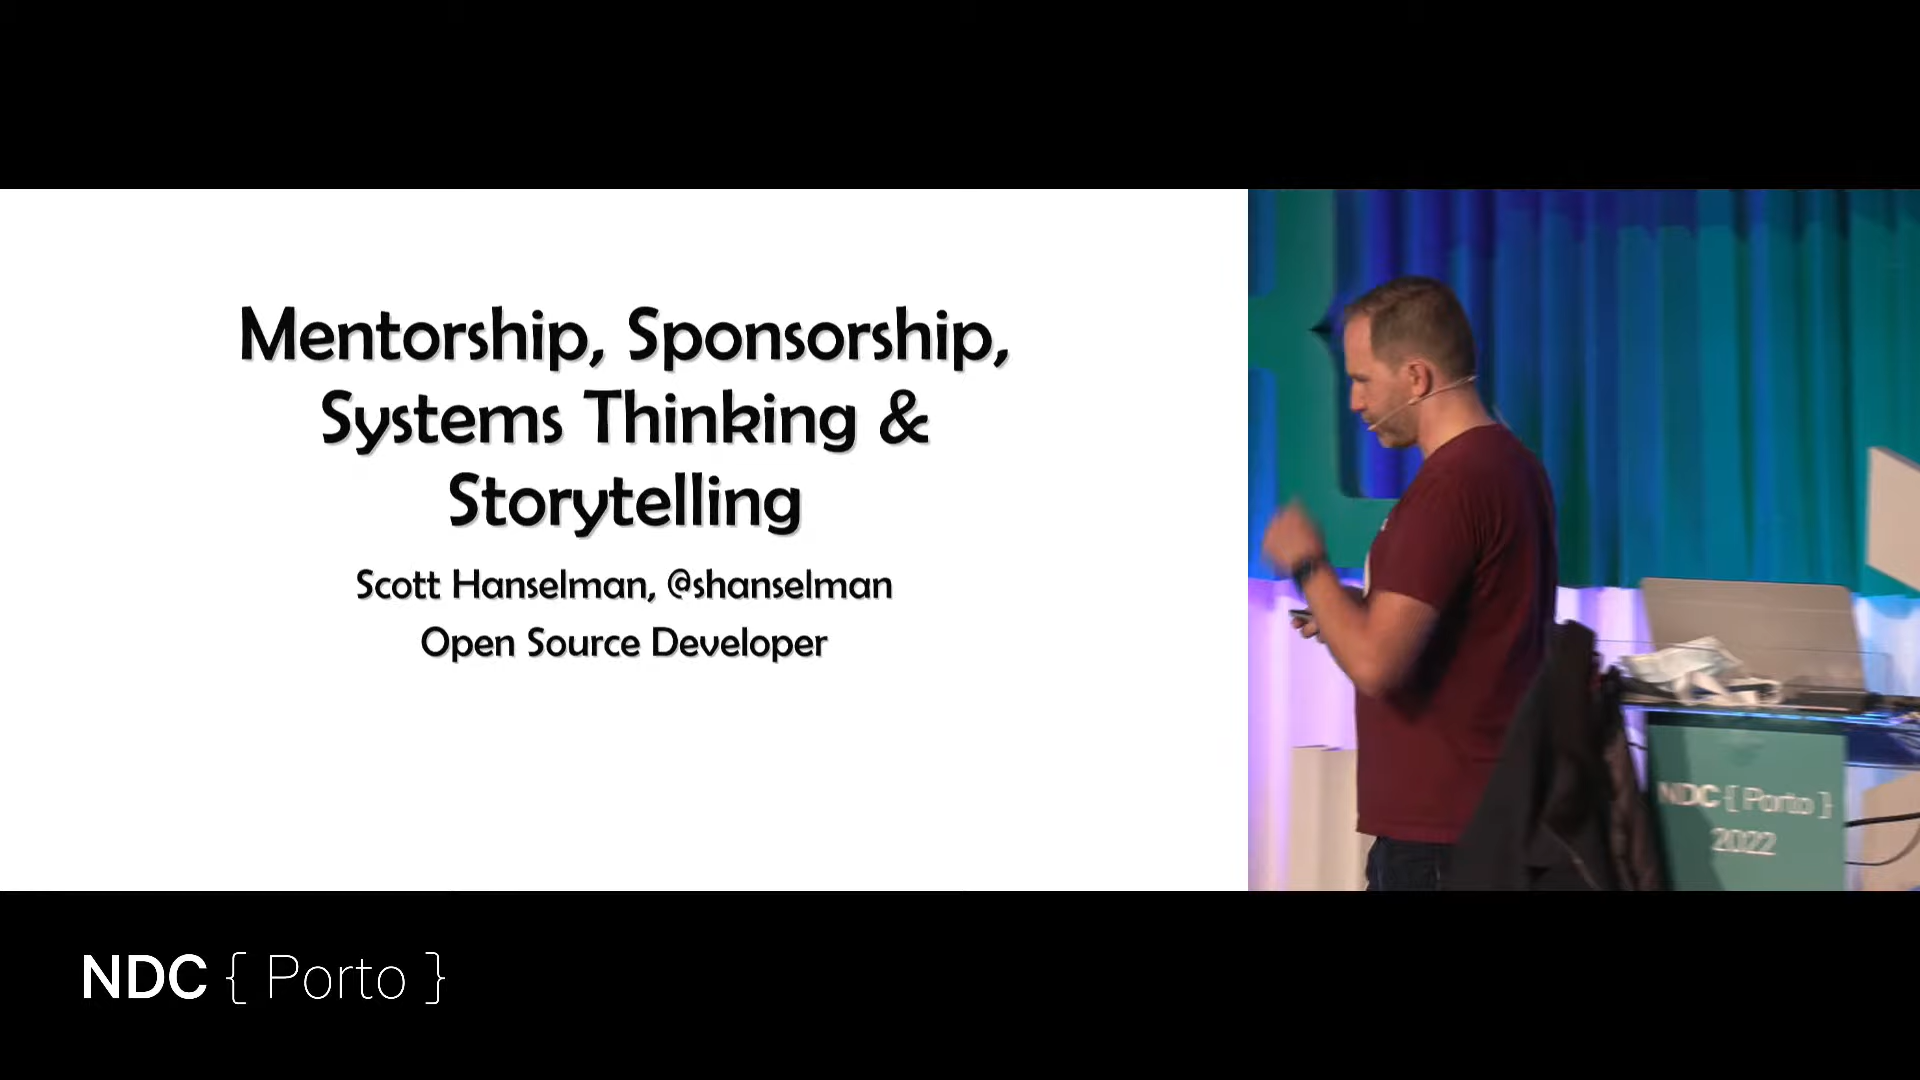 Mentorship, Sponsorship,
Systems Thinking &
Storytelling
Scott Hanselman, @shanselman
Open Source Developer
NDC { Porto }
2022
NDC { Porto }